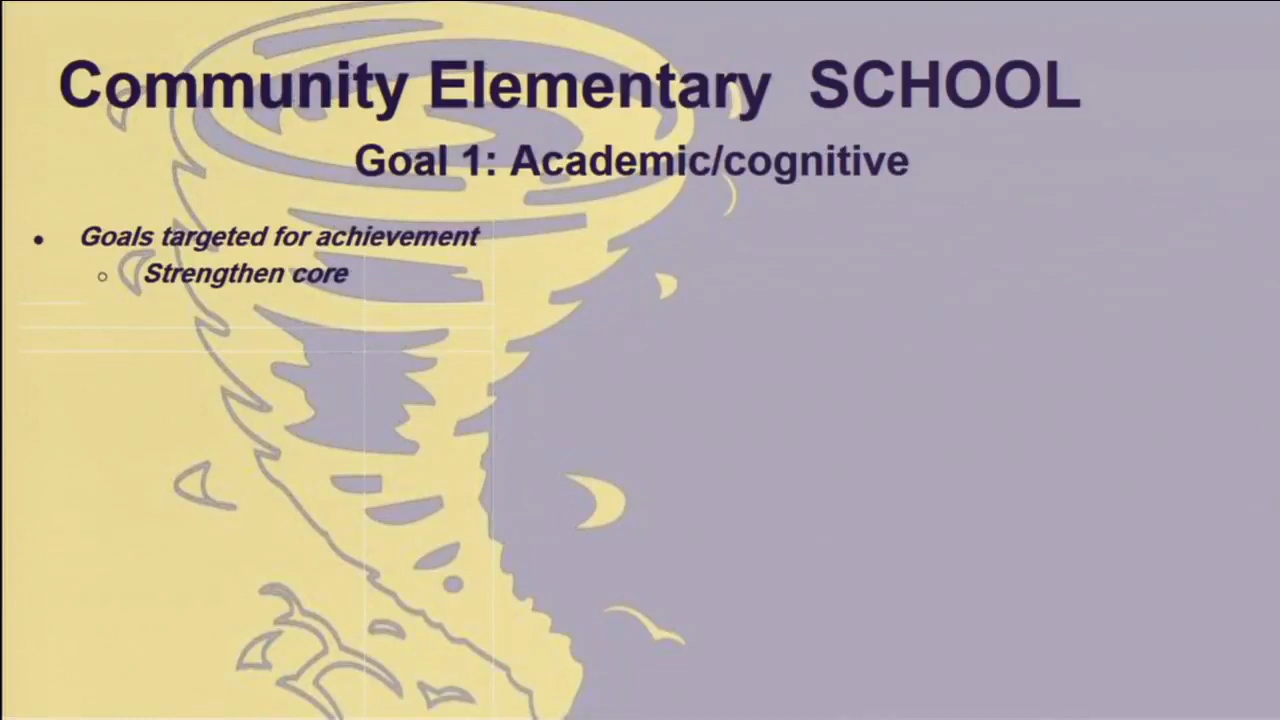 Community Elementary SCHOOL
Goal 1: Academic/cognitive
● Goals targeted for achievement
○ Strengthen core